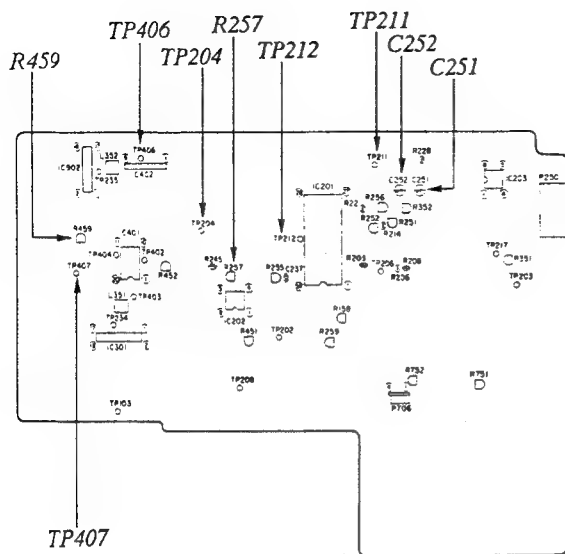 TP406
R257
TP211
C252
R459
TP204
TP212
C251
L352
TP406
TP211
R228
IC902
TP235
C402
C252
C251
IC203
R250
IC201
R256
R22
R352
TP204
R252
R251
R214
R459
C401
TP212
TP404
TP402
TP217
R351
R245
R205
R208
TP407
R452
R257
R255
C237
TP206
R206
TP203
L351
TP403
IC202
R158
TP234
IC301
R451
TP202
R259
R752
R751
TP208
P706
TP103
TP407